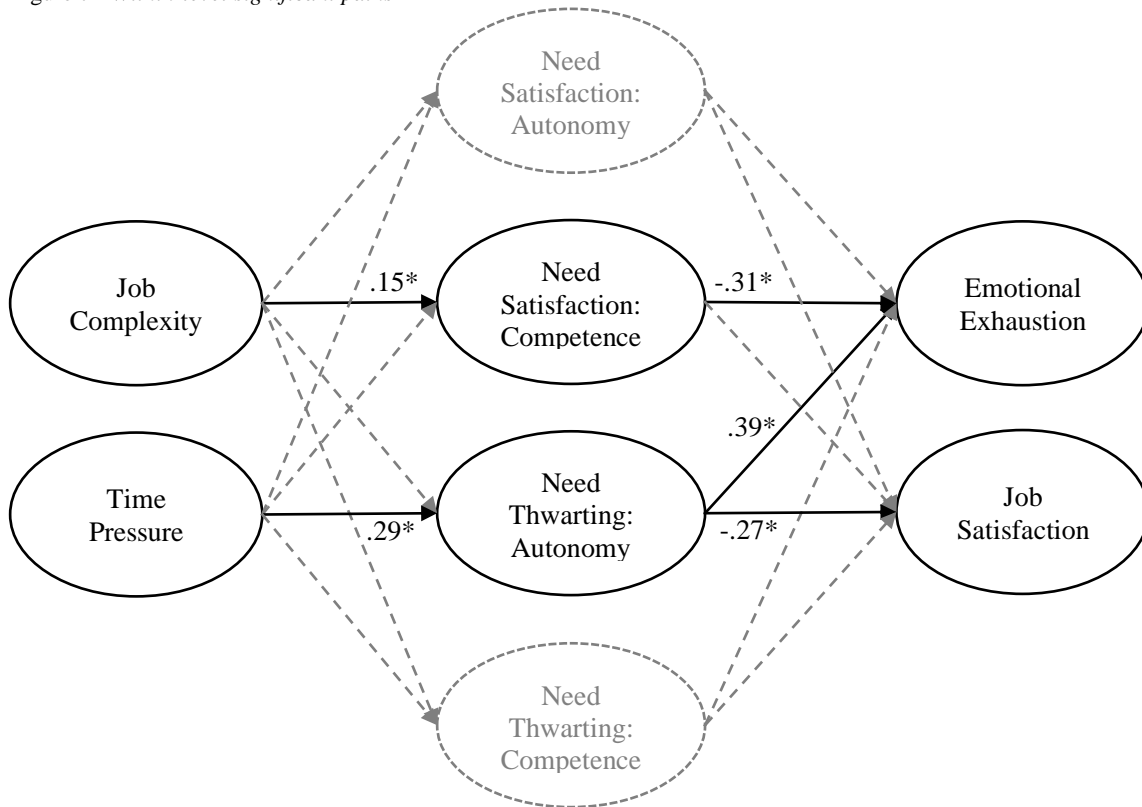 Need
Satisfaction:
Autonomy
Job
Complexity
.15*
Need
Satisfaction:
Competence
-.31*
Emotional
Exhaustion
.39*
Time
Pressure
.29*
Need
Thwarting:
Autonomy
-.27*
Job
Satisfaction
Need
Thwarting:
Competence